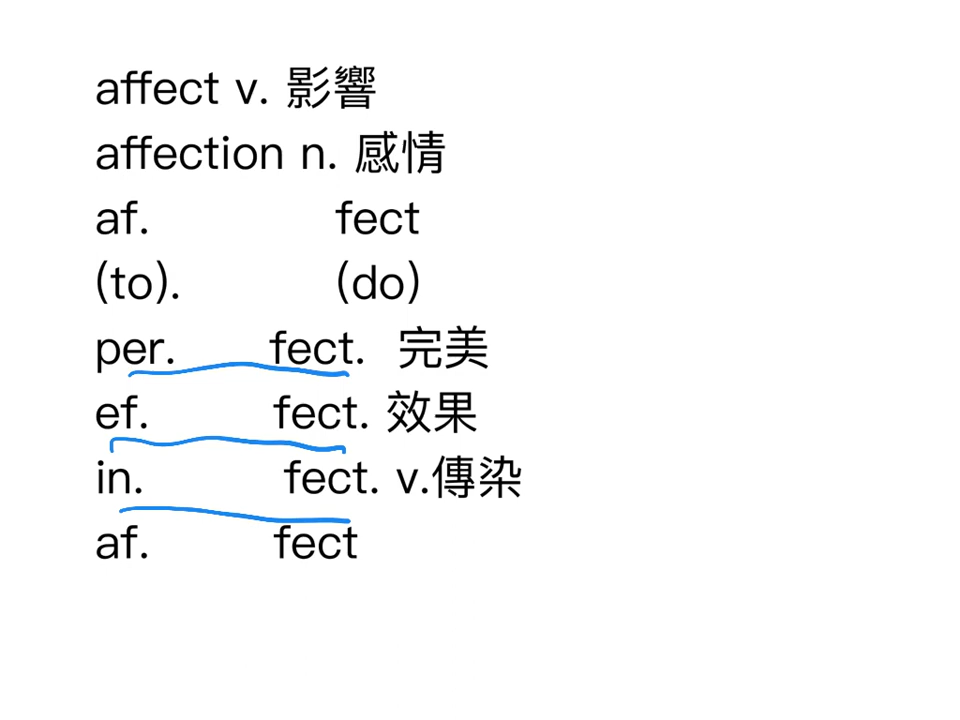 affect v. 影響
affection n. 感情
af. fect
(to). (do)
per. fect. 完美
ef. fect. 效果
in. fect. v.傳染
af. fect